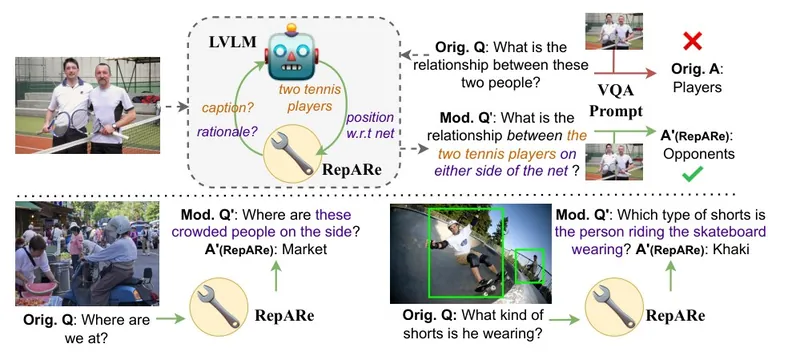 LVLM
caption?
rationale?
two tennis
players
position
w.r.t net
RepARe
Orig. Q: What is the
relationship between these
two people?
Mod. Q': What is the
relationship between the
two tennis players on
either side of the net ?
VQA
Prompt
Orig. A:
Players
A'(RepARe):
Opponents
Mod. Q': Where are these
crowded people on the side?
A'(RepARe): Market
Orig. Q: Where are
we at?
RepARe
Mod. Q': Which type of shorts is
the person riding the skateboard
wearing? A'(RepARe): Khaki
Orig. Q: What kind of
shorts is he wearing?
RepARe